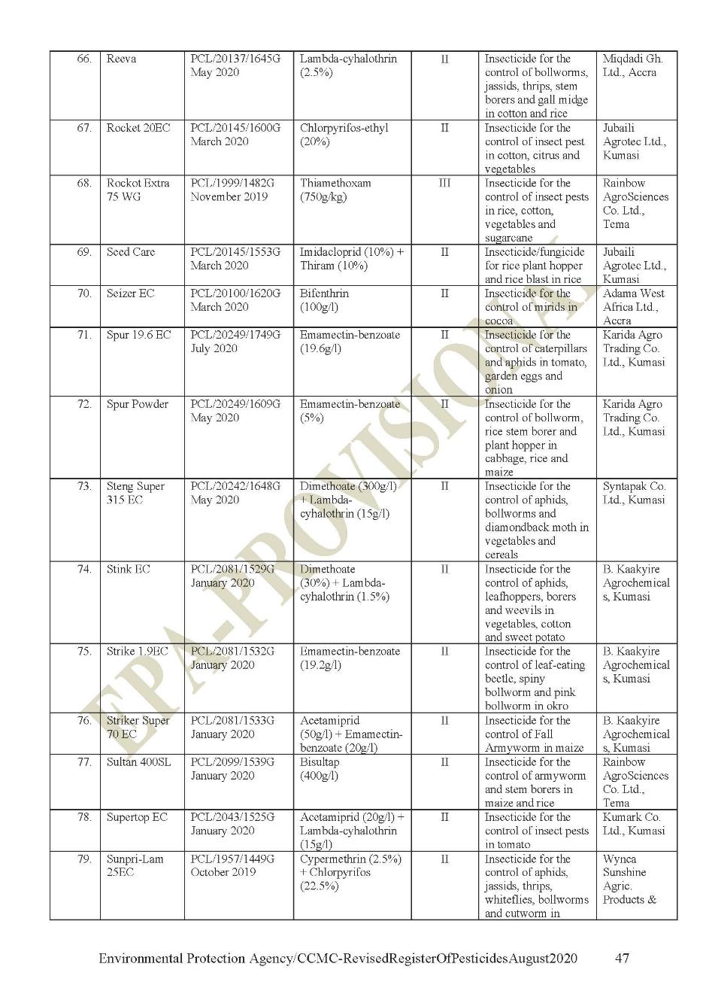 66. Reeva PCL/20137/1645G Lambda-cyhalothrin II Insecticide for the Miqdadi Gh.
May 2020 (2.5%) control of bollworms, Ltd., Accra
jassids, thrips, stem
borers and gall midge
in cotton and rice
67. Rocket 20EC PCL/20145/1600G Chlorpyrifos-ethyl II Insecticide for the Jubaili
March 2020 (20%) control of insect pest Agrotec Ltd.,
in cotton, citrus and Kumasi
vegetables
68. Rockot Extra PCL/1999/1482G Thiamethoxam III Insecticide for the Rainbow
75 WG November 2019 (750g/kg) control of insect pests AgroSciences
in rice, cotton, Co. Ltd.,
vegetables and Tema
sugarcane
69. Seed Care PCL/20145/1553G Imidacloprid (10%) + II Insecticide/fungicide Jubaili
March 2020 Thiram (10%) for rice plant hopper Agrotec Ltd.,
and rice blast in rice Kumasi
70. Seizer EC PCL/20100/1620G Bifenthrin II Insecticide for the Adama West
March 2020 (100g/l) control of mirids in Africa Ltd.,
cocoa Accra
71. Spur 19.6 EC PCL/20249/1749G Emamectin-benzoate II Insecticide for the Karida Agro
July 2020 (19.6g/l) control of caterpillars Trading Co.
and aphids in tomato, Ltd., Kumasi
garden eggs and
onion
72. Spur Powder PCL/20249/1609G Emamectin-benzoate II Insecticide for the Karida Agro
May 2020 (5%) control of bollworm, Trading Co.
rice stem borer and Ltd., Kumasi
plant hopper in
cabbage, rice and
maize
73. Steng Super PCL/20242/1648G Dimethoate (300g/l) II Insecticide for the Syntapak Co.
315 EC May 2020 + Lambda- control of aphids, Ltd., Kumasi
cyhalothrin (15g/l) bollworms and
diamondback moth in
vegetables and
cereals
74. Stink EC PCL/2081/1529G Dimethoate II Insecticide for the B. Kaakyire
January 2020 (30%) + Lambda- control of aphids, Agrochemical
cyhalothrin (1.5%) leafhoppers, borers s, Kumasi
and weevils in
vegetables, cotton
and sweet potato
75. Strike 1.9EC PCL/2081/1532G Emamectin-benzoate II Insecticide for the B. Kaakyire
January 2020 (19.2g/l) control of leaf-eating Agrochemical
beetle, spiny s, Kumasi
bollworm and pink
bollworm in okro
76. Striker Super PCL/2081/1533G Acetamiprid II Insecticide for the B. Kaakyire
70 EC January 2020 (50g/l) + Emamectin- control of Fall Agrochemical
benzoate (20g/l) Armyworm in maize s, Kumasi
77. Sultan 400SL PCL/2099/1539G Bisultap II Insecticide for the Rainbow
January 2020 (400g/l) control of armyworm AgroSciences
and stem borers in Co. Ltd.,
maize and rice Tema
78. Supertop EC PCL/2043/1525G Acetamiprid (20g/l) + II Insecticide for the Kumark Co.
January 2020 Lambda-cyhalothrin control of insect pests Ltd., Kumasi
(15g/l) in tomato
79. Sunpri-Lam PCL/1957/1449G Cypermethrin (2.5%) II Insecticide for the Wynca
25EC October 2019 + Chlorpyrifos control of aphids, Sunshine
(22.5%) jassids, thrips, Agric.
whiteflies, bollworms Products &
and cutworm in
EPA-PROVISIONAL
Environmental Protection Agency/CCMC-RevisedRegisterOfPesticidesAugust2020 47